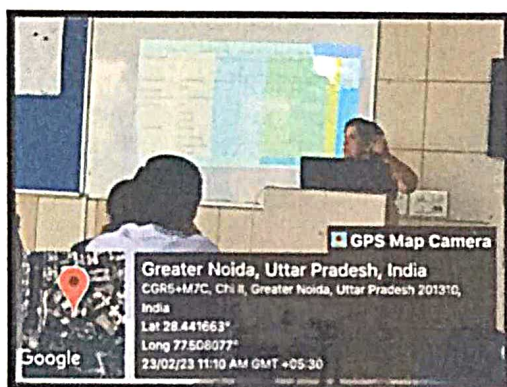 GPS Map Camera
Greater Noida, Uttar Pradesh, India
CGR5+M7C, Chi II, Greater Noida, Uttar Pradesh 201310,
India
Lat 28.441663°
Long 77.508077°
23/02/23 11:10 AM GMT +05:30
Google